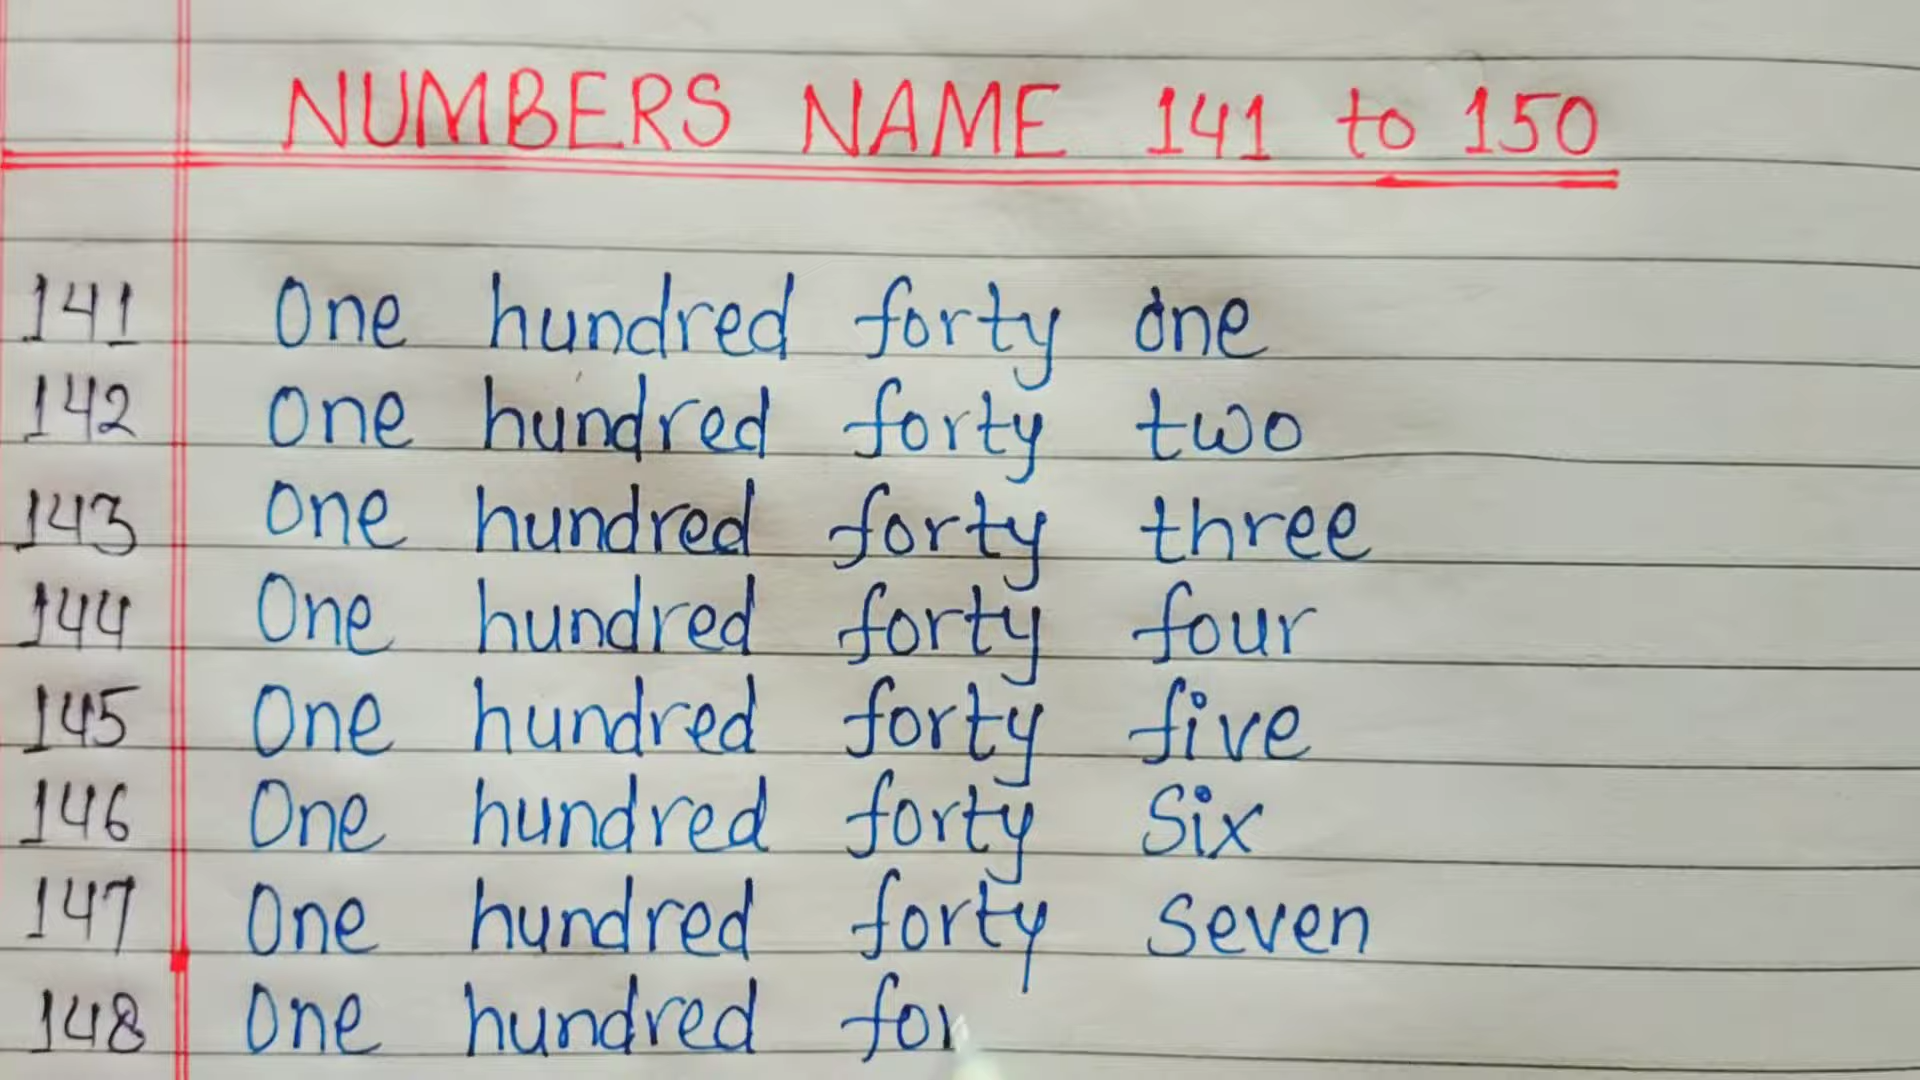 NUMBERS NAME 141 to 150
141 One hundred forty one
142 One hundred forty two
143 One hundred forty three
144 One hundred forty four
145 One hundred forty five
146 One hundred forty Six
147 One hundred forty Seven
148 One hundred for